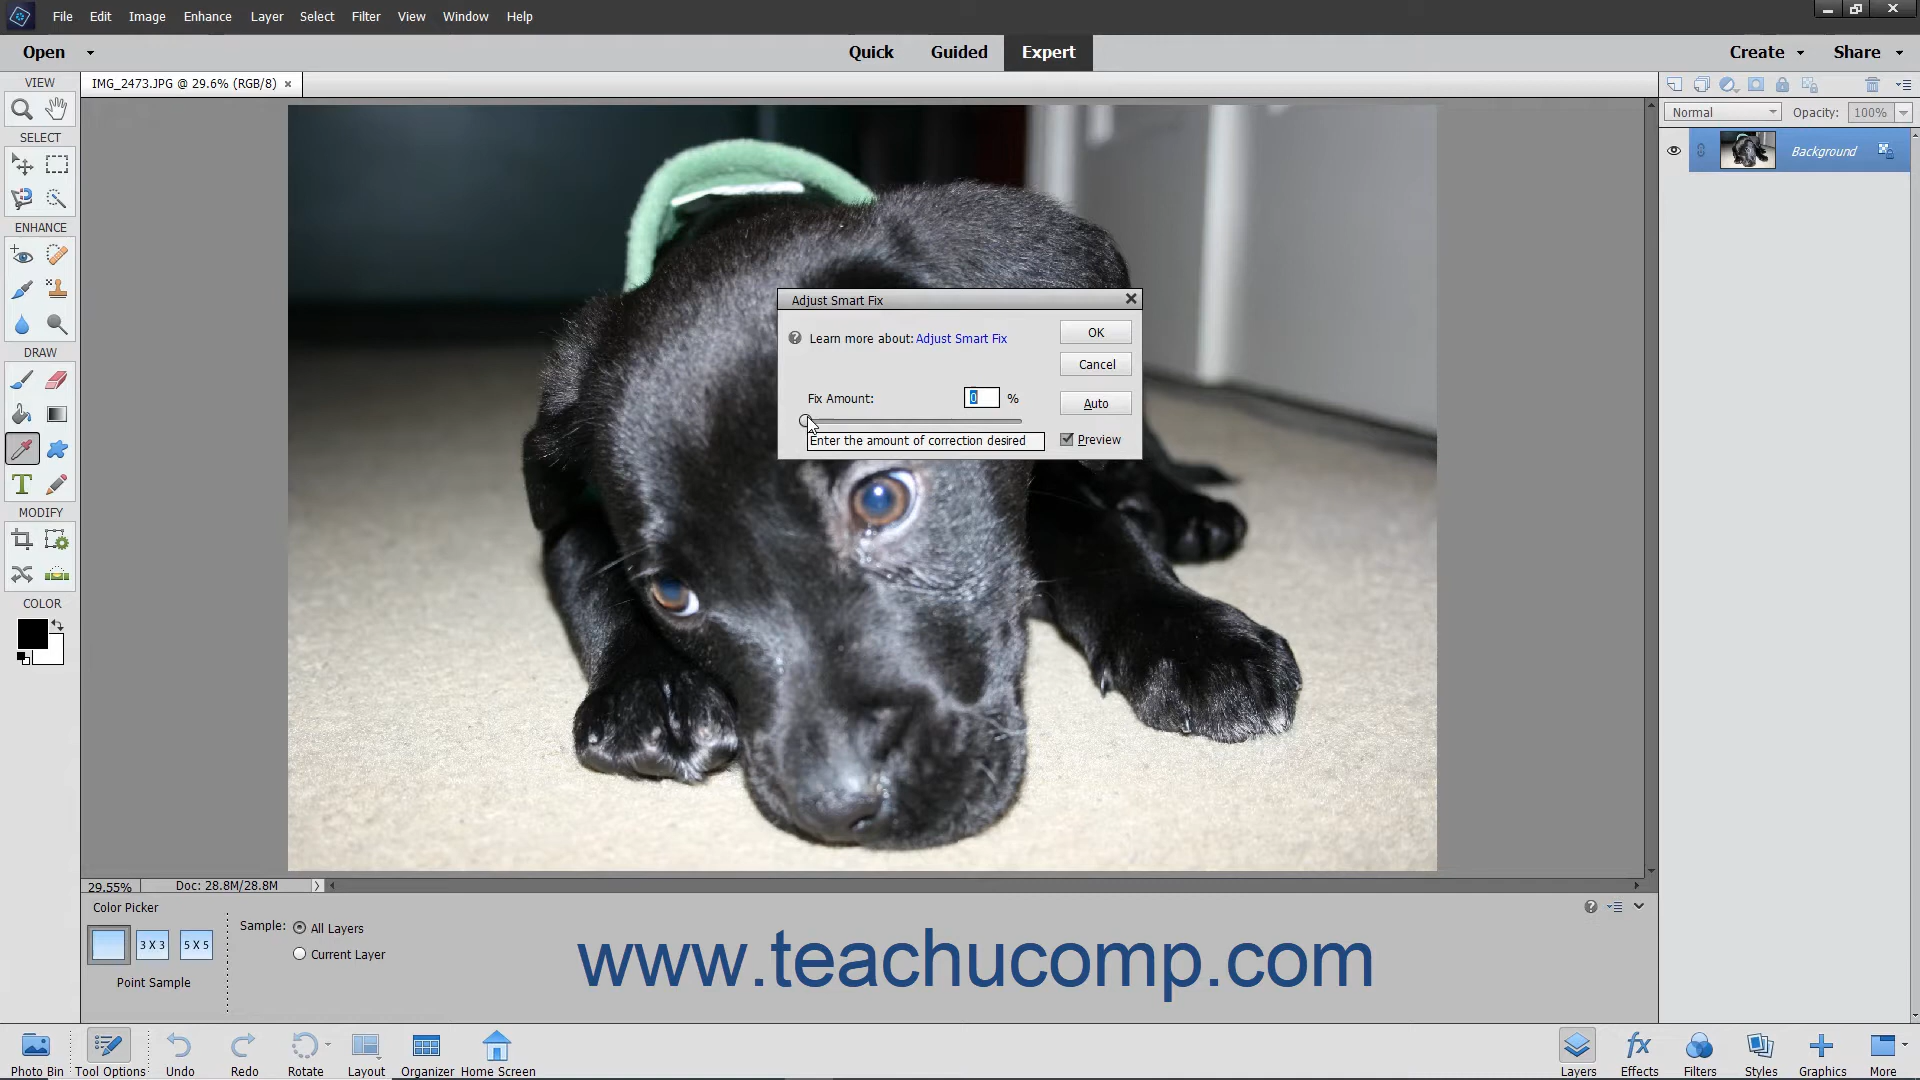 File Edit Image Enhance Layer Select Filter View Window Help
Open Quick Guided Expert Create Share
VIEW
IMG_2473.JPG @ 29.6% (RGB/8) ×
Normal Opacity: 100%
SELECT
Background
ENHANCE
Adjust Smart Fix
Learn more about: Adjust Smart Fix
OK
Cancel
Fix Amount: 0 %
Auto
Enter the amount of correction desired
Preview
DRAW
T
MODIFY
COLOR
29.55% Doc: 28.8M/28.8M
Color Picker
Sample: All Layers
3 X 3 5 X 5
Current Layer
Point Sample
www.teachucomp.com
Photo Bin Tool Options Undo Redo Rotate Layout Organizer Home Screen
fx
Layers Effects Filters Styles Graphics More